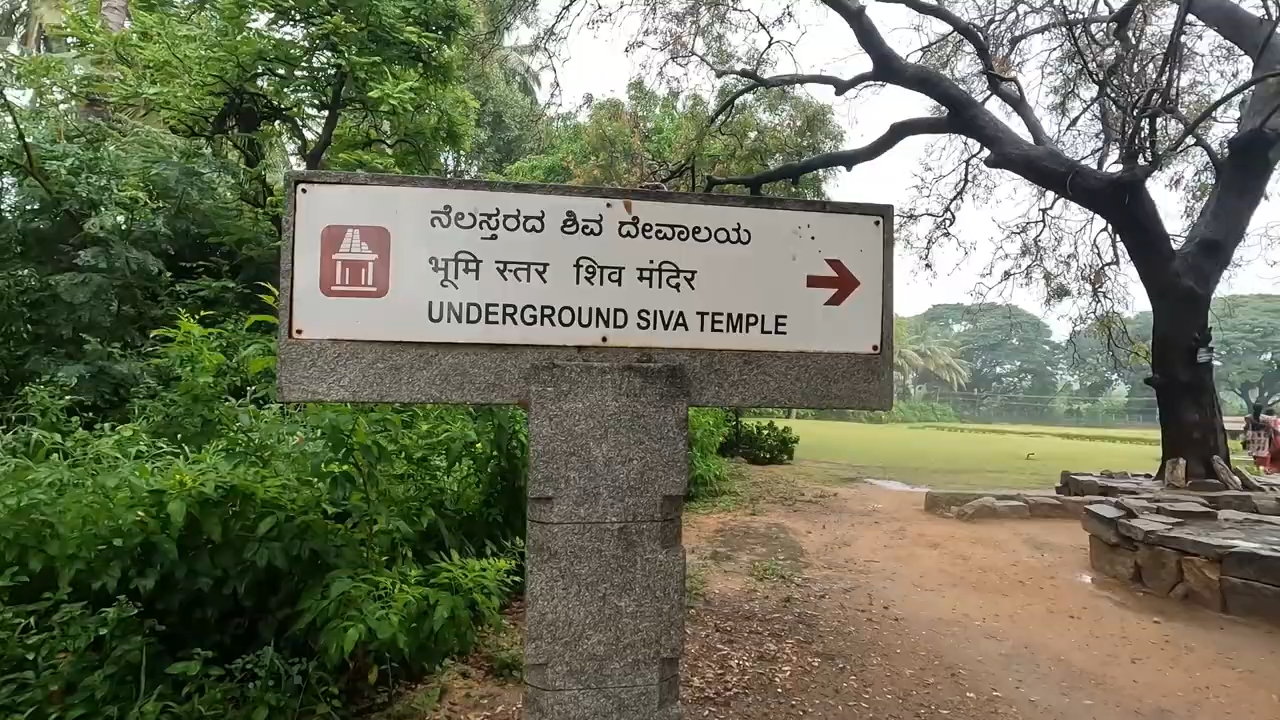 ನೆಲಸ್ತರದ ಶಿವ ದೇವಾಲಯ
भूमि स्तर शिव मंदिर
UNDERGROUND SIVA TEMPLE